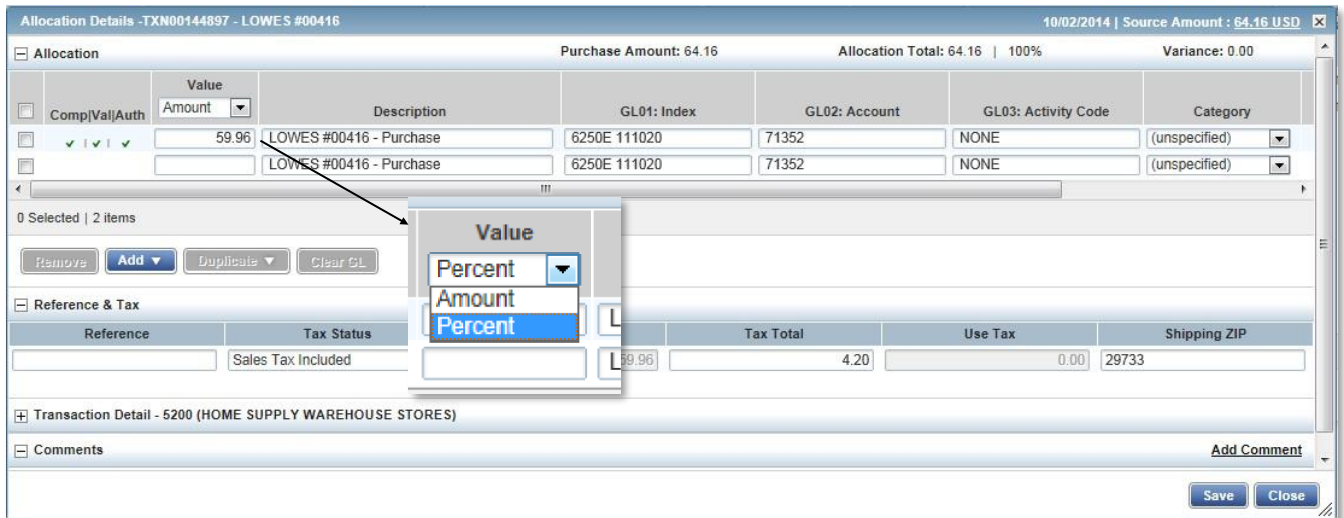 Allocation Details -TXN00144897 - LOWES #00416 10/02/2014 | Source Amount : 64.16 USD
Allocation Purchase Amount: 64.16 Allocation Total: 64.16 | 100% Variance: 0.00
Value
Comp|Val|Auth Amount Description GL01: Index GL02: Account GL03: Activity Code Category
59.96 LOWES #00416 - Purchase 6250E 111020 71352 NONE (unspecified)
LOWES #00416 - Purchase 6250E 111020 71352 NONE (unspecified)
0 Selected | 2 items
Value
Percent
Amount
Percent
L
L
Remove Add Duplicate Clear GL
Reference & Tax
Reference Tax Status Tax Total Use Tax Shipping ZIP
Sales Tax Included 59.96 4.20 0.00 29733
Transaction Detail - 5200 (HOME SUPPLY WAREHOUSE STORES)
Comments Add Comment
Save Close